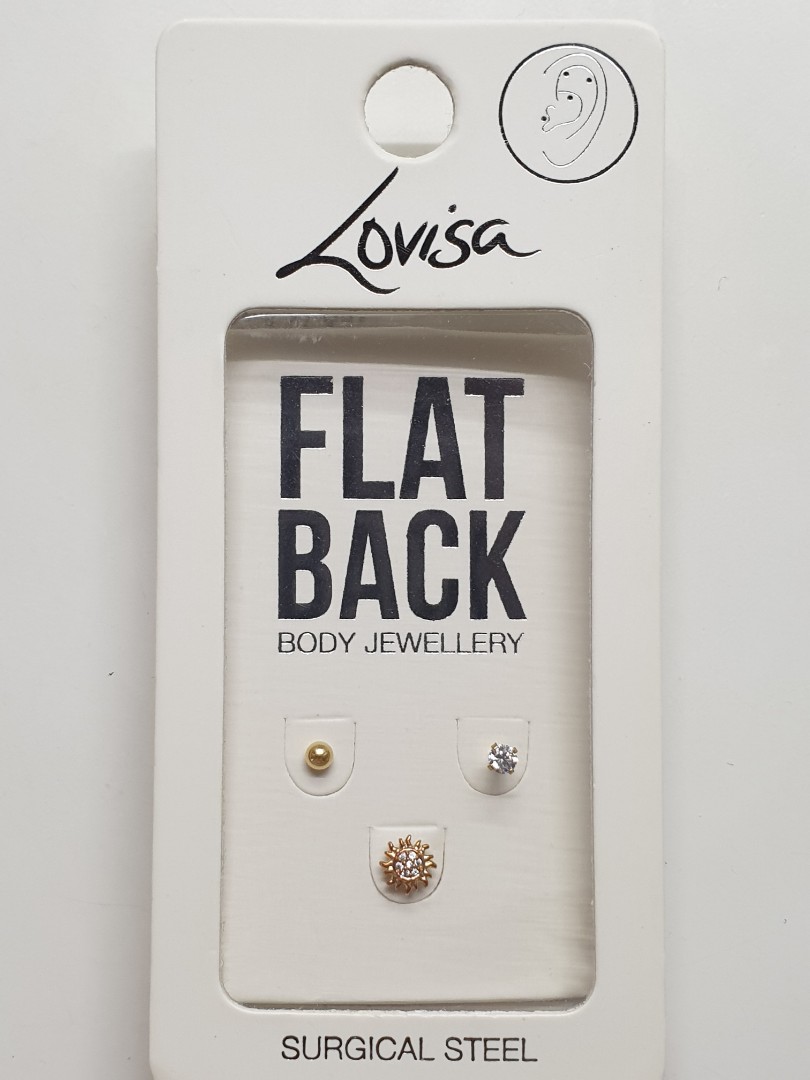 Lovisa
FLAT
BACK
BODY JEWELLERY
SURGICAL STEEL